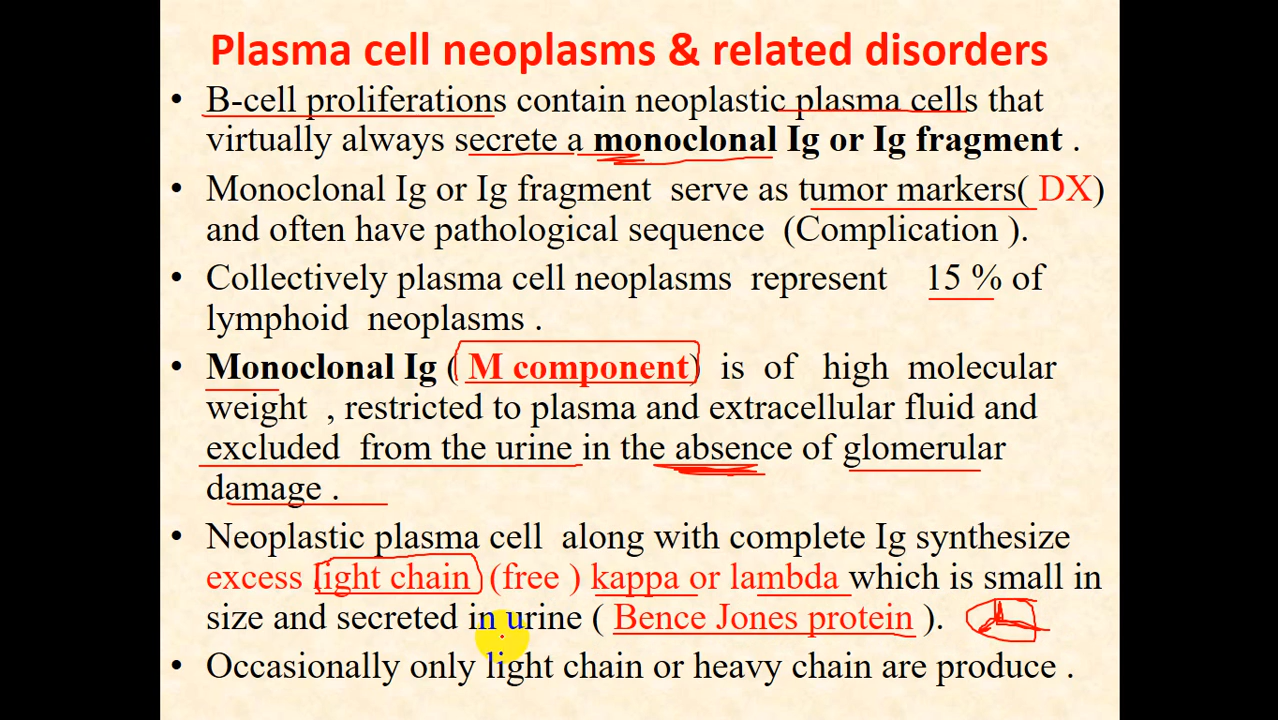 Plasma cell neoplasms & related disorders
• B-cell proliferations contain neoplastic plasma cells that
virtually always secrete a monoclonal Ig or Ig fragment .
• Monoclonal Ig or Ig fragment serve as tumor markers( DX)
and often have pathological sequence (Complication ).
• Collectively plasma cell neoplasms represent 15 % of
lymphoid neoplasms .
• Monoclonal Ig ( M component) is of high molecular
weight , restricted to plasma and extracellular fluid and
excluded from the urine in the absence of glomerular
damage .
• Neoplastic plasma cell along with complete Ig synthesize
excess light chain (free ) kappa or lambda which is small in
size and secreted in urine ( Bence Jones protein ).
• Occasionally only light chain or heavy chain are produce .